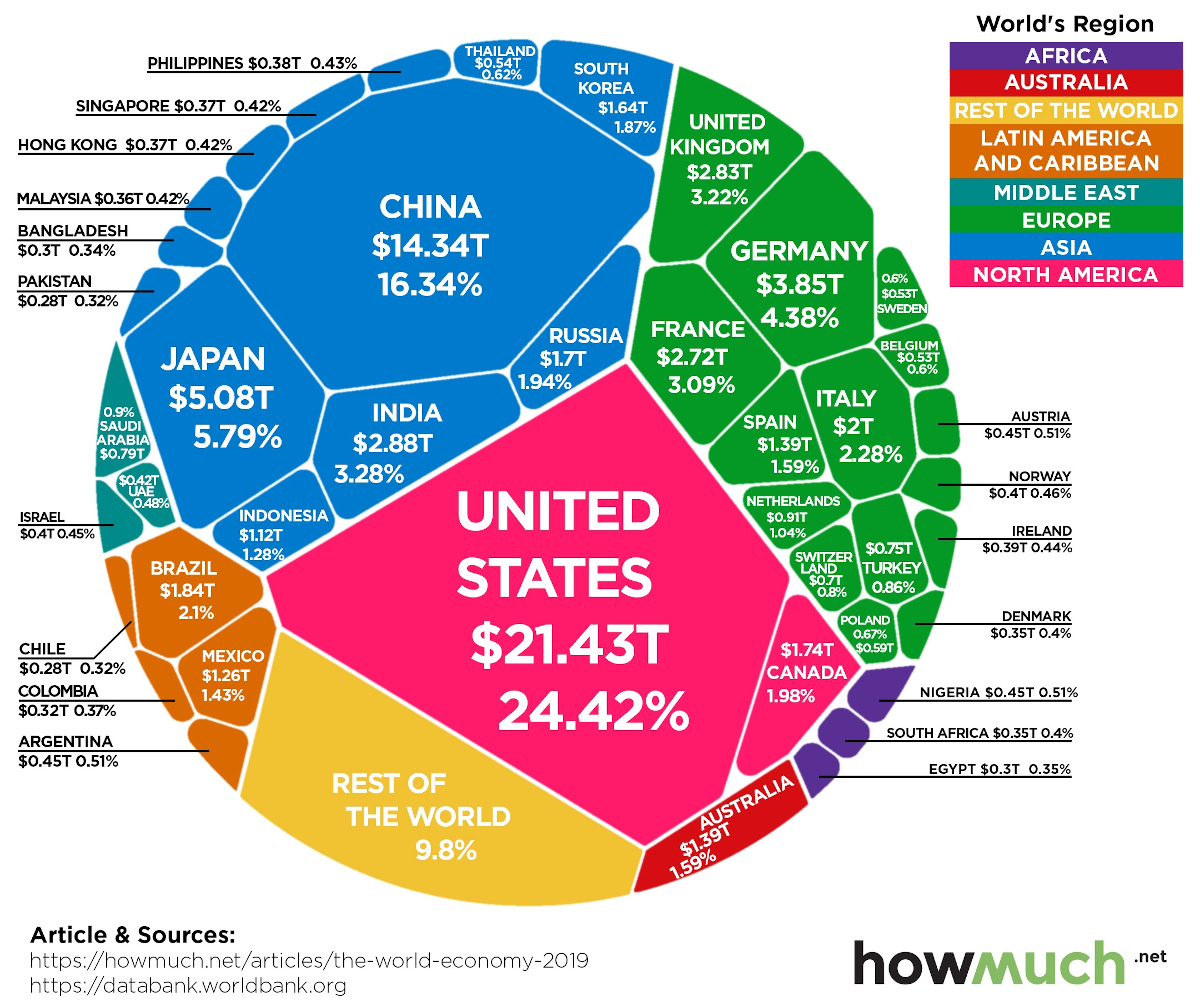 World's Region
AFRICA
AUSTRALIA
REST OF THE WORLD
LATIN AMERICA
AND CARIBBEAN
MIDDLE EAST
EUROPE
ASIA
NORTH AMERICA
PHILIPPINES $0.38T 0.43%
SINGAPORE $0.37T 0.42%
HONG KONG $0.37T 0.42%
MALAYSIA $0.36T 0.42%
BANGLADESH
$0.3T 0.34%
PAKISTAN
$0.28T 0.32%
THAILAND
$0.54T
0.62%
SOUTH
KOREA
$1.64T
1.87%
CHINA
$14.34T
16.34%
JAPAN
$5.08T
5.79%
INDIA
$2.88T
3.28%
RUSSIA
$1.7T
1.94%
INDONESIA
$1.12T
1.28%
UNITED
KINGDOM
$2.83T
3.22%
GERMANY
$3.85T
4.38%
FRANCE
$2.72T
3.09%
0.6%
$0.53T
SWEDEN
BELGIUM
$0.53T
0.6%
ITALY
$2T
2.28%
SPAIN
$1.39T
1.59%
NETHERLANDS
$0.91T
1.04%
SWITZER
LAND
$0.7T
0.8%
$0.75T
TURKEY
0.86%
POLAND
0.67%
$0.59T
AUSTRIA
$0.45T 0.51%
NORWAY
$0.4T 0.46%
IRELAND
$0.39T 0.44%
DENMARK
$0.35T 0.4%
0.9%
SAUDI
ARABIA
$0.79T
$0.42T
UAE
0.48%
ISRAEL
$0.4T 0.45%
BRAZIL
$1.84T
2.1%
MEXICO
$1.26T
1.43%
CHILE
$0.28T 0.32%
COLOMBIA
$0.32T 0.37%
ARGENTINA
$0.45T 0.51%
UNITED
STATES
$21.43T
24.42%
$1.74T
CANADA
1.98%
NIGERIA $0.45T 0.51%
SOUTH AFRICA $0.35T 0.4%
EGYPT $0.3T 0.35%
REST OF
THE WORLD
9.8%
AUSTRALIA
$1.39T
1.59%
Article & Sources:
https://howmuch.net/articles/the-world-economy-2019
https://databank.worldbank.org
howmuch.net